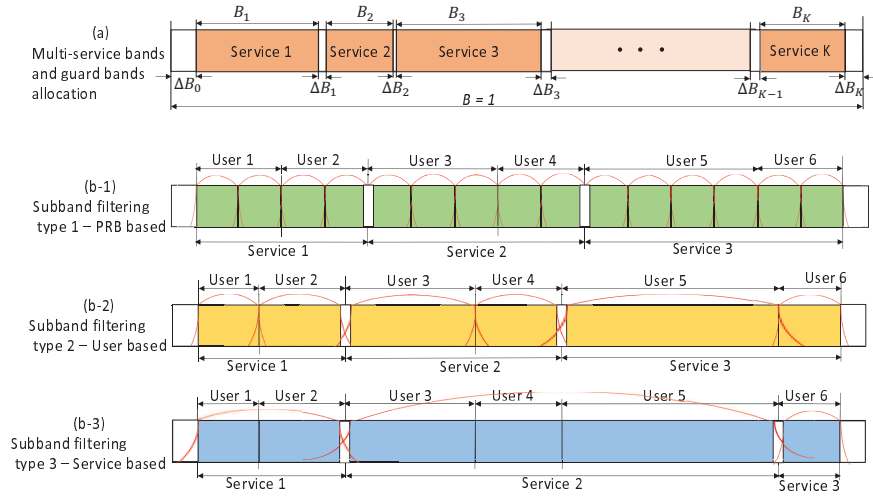 (a)
Multi-service bands
and guard bands
allocation
B₁ B₂ B₃ B_K
Service 1 Service 2 Service 3 • • • Service K
ΔB₀ ΔB₁ ΔB₂ ΔB₃ ΔB_{K−1} ΔB_K
B = 1
(b-1)
Subband filtering
type 1 – PRB based
User 1 User 2 User 3 User 4 User 5 User 6
Service 1 Service 2 Service 3
(b-2)
Subband filtering
type 2 – User based
User 1 User 2 User 3 User 4 User 5 User 6
Service 1 Service 2 Service 3
(b-3)
Subband filtering
type 3 – Service based
User 1 User 2 User 3 User 4 User 5 User 6
Service 1 Service 2 Service 3